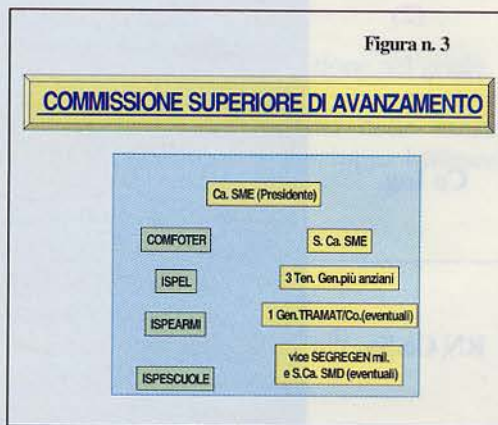 Figura n. 3
COMMISSIONE SUPERIORE DI AVANZAMENTO
Ca. SME (Presidente)
COMFOTER
S. Ca. SME
ISPEL
3 Ten. Gen.più anziani
ISPEARMI
1 Gen.TRAMAT/Co.(eventuali)
ISPESCUOLE
vice SEGREGEN mil.
e S.Ca. SMD (eventuali)